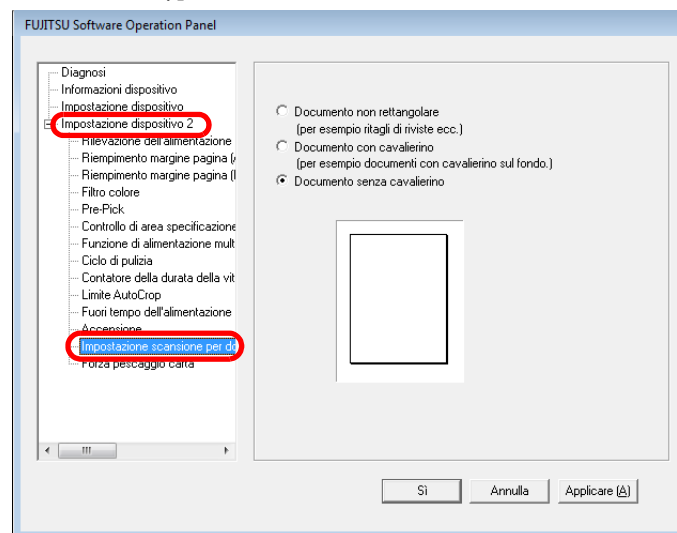 FUJITSU Software Operation Panel
Diagnosi
Informazioni dispositivo
Impostazione dispositivo
Impostazione dispositivo 2
Rilevazione dell'alimentazione
Riempimento margine pagina (
Riempimento margine pagina (
Filtro colore
Pre-Pick
Controllo di area specificazione
Funzione di alimentazione mult
Ciclo di pulizia
Contatore della durata della vit
Limite AutoCrop
Fuori tempo dell'alimentazione
Accensione
Impostazione scansione per do
Forza pescaggio carta
Documento non rettangolare
(per esempio ritagli di riviste ecc.)
Documento con cavalierino
(per esempio documenti con cavalierino sul fondo.)
Documento senza cavalierino
Sì Annulla Applicare (A)